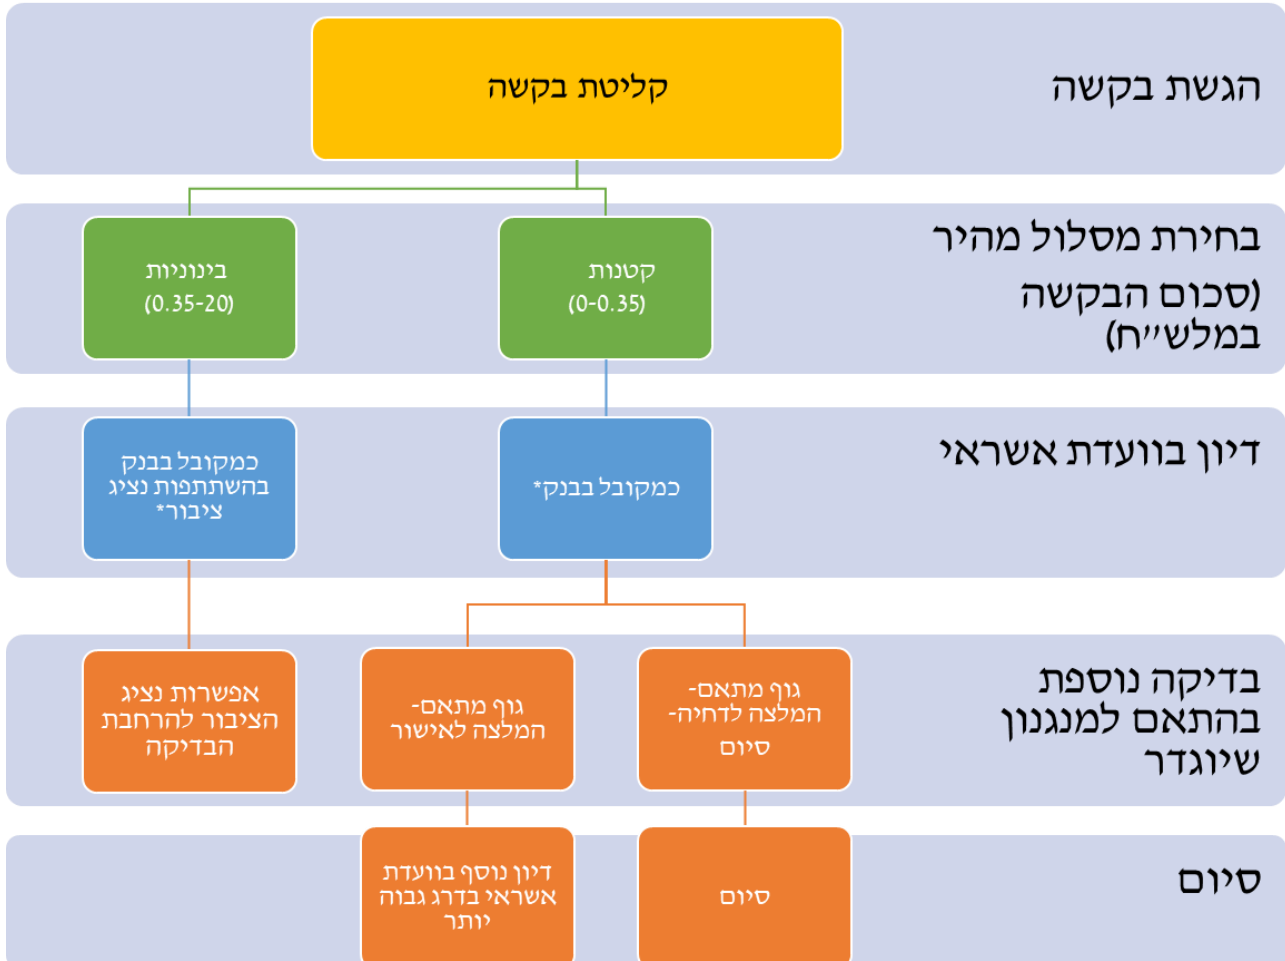 הגשת בקשה
קליטת בקשה
בחירת מסלול מהיר
(סכום הבקשה
במלש״ח)
קטנות
(0-0.35)
בינוניות
(0.35-20)
דיון בוועדת אשראי
כמקובל בבנק*
כמקובל בבנק
בהשתתפות נציג
ציבור*
בדיקה נוספת
בהתאם למנגנון
שיוגדר
גוף מתאם-
המלצה לדחיה-
סיום
גוף מתאם-
המלצה לאישור
אפשרות נציג
הציבור להרחבת
הבדיקה
סיום
סיום
דיון נוסף בוועדת
אשראי בדרג גבוה
יותר